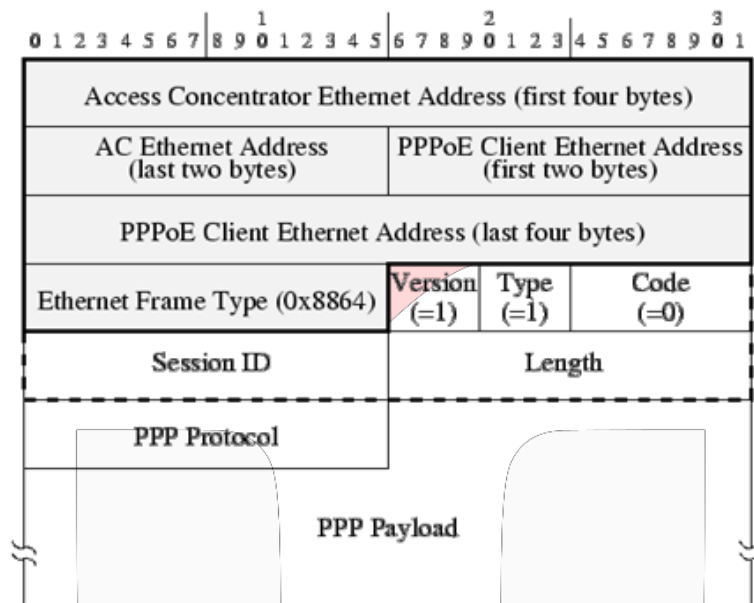 1 2 3
0 1 2 3 4 5 6 7 8 9 0 1 2 3 4 5 6 7 8 9 0 1 2 3 4 5 6 7 8 9 0 1
Access Concentrator Ethernet Address (first four bytes)
AC Ethernet Address
(last two bytes)
PPPoE Client Ethernet Address
(first two bytes)
PPPoE Client Ethernet Address (last four bytes)
Ethernet Frame Type (0x8864)
Version
(=1)
Type
(=1)
Code
(=0)
Session ID
Length
PPP Protocol
PPP Payload